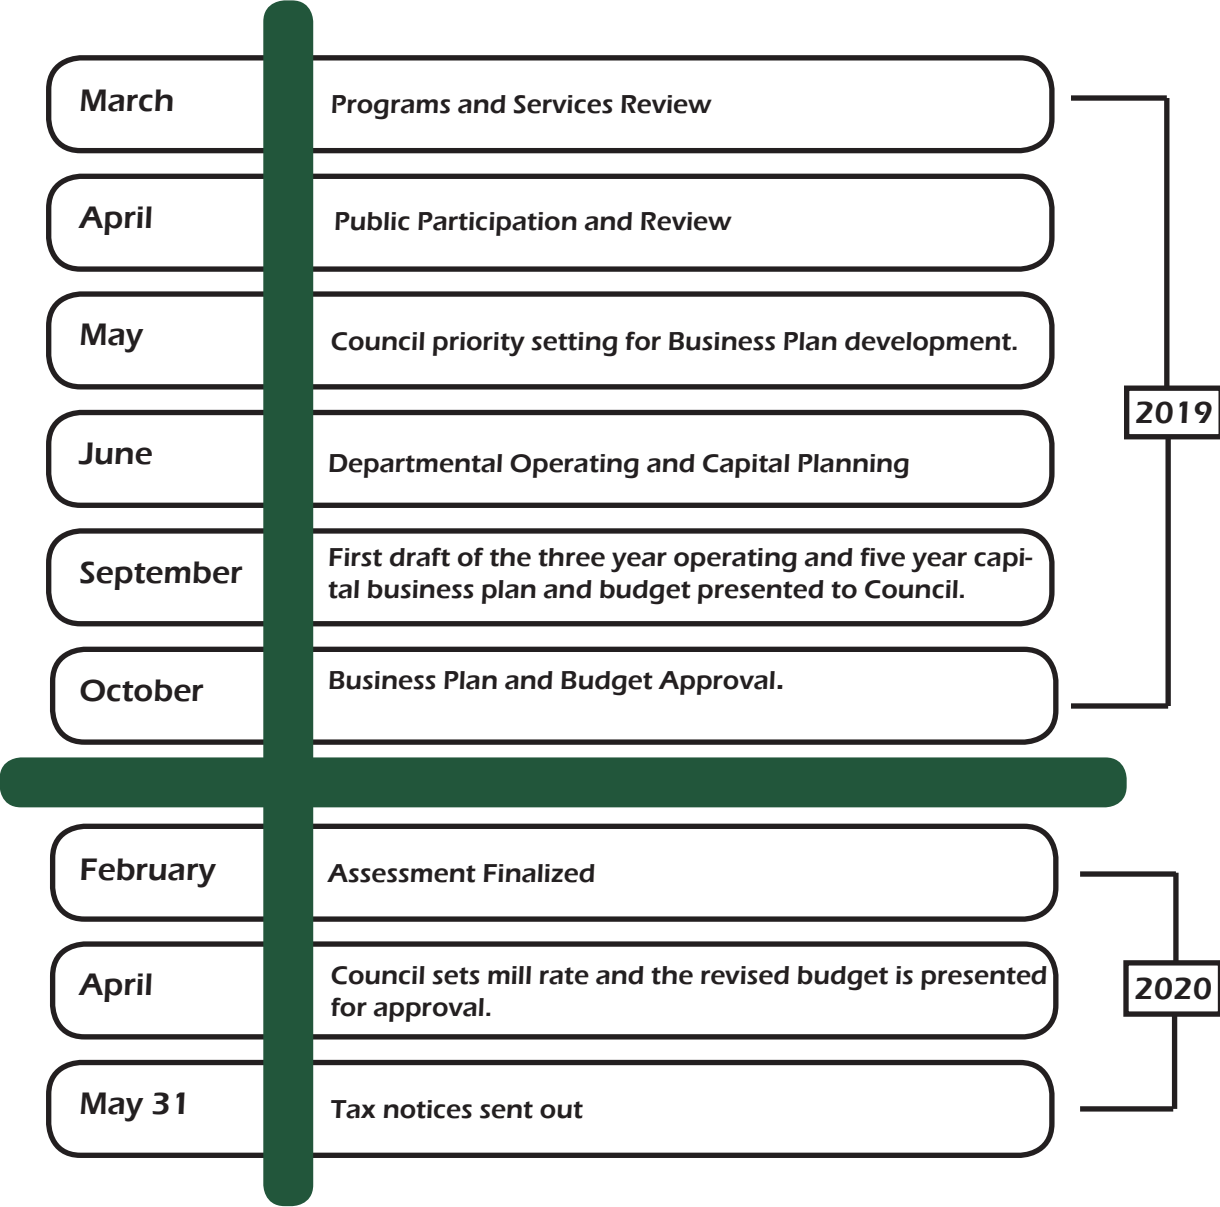 March
Programs and Services Review
April
Public Participation and Review
May
Council priority setting for Business Plan development.
2019
June
Departmental Operating and Capital Planning
September
First draft of the three year operating and five year capi-
tal business plan and budget presented to Council.
October
Business Plan and Budget Approval.
February
Assessment Finalized
April
Council sets mill rate and the revised budget is presented
for approval.
2020
May 31
Tax notices sent out